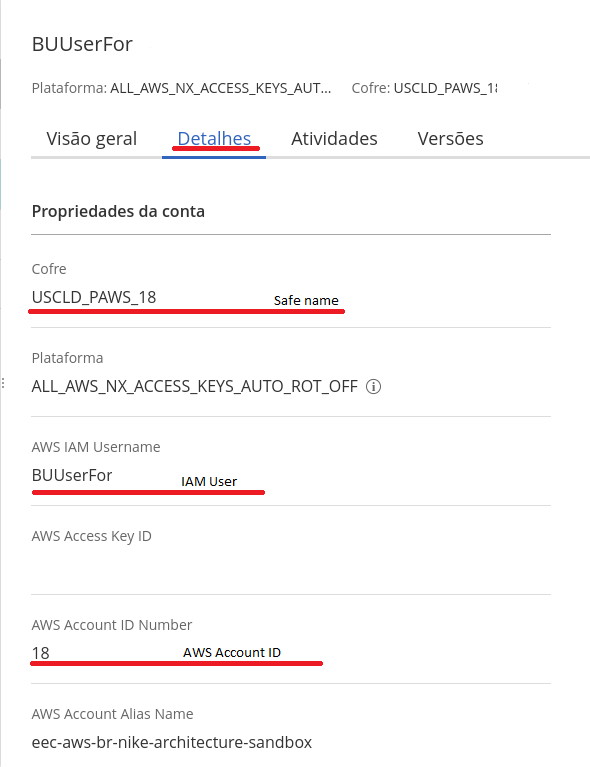 BUUserFor
Plataforma: ALL_AWS_NX_ACCESS_KEYS_AUT... Cofre: USCLD_PAWS_18
Visão geral Detalhes Atividades Versões
Propriedades da conta
Cofre
USCLD_PAWS_18 Safe name
Plataforma
ALL_AWS_NX_ACCESS_KEYS_AUTO_ROT_OFF
AWS IAM Username
BUUserFor IAM User
AWS Access Key ID
AWS Account ID Number
18 AWS Account ID
AWS Account Alias Name
eec-aws-br-nike-architecture-sandbox